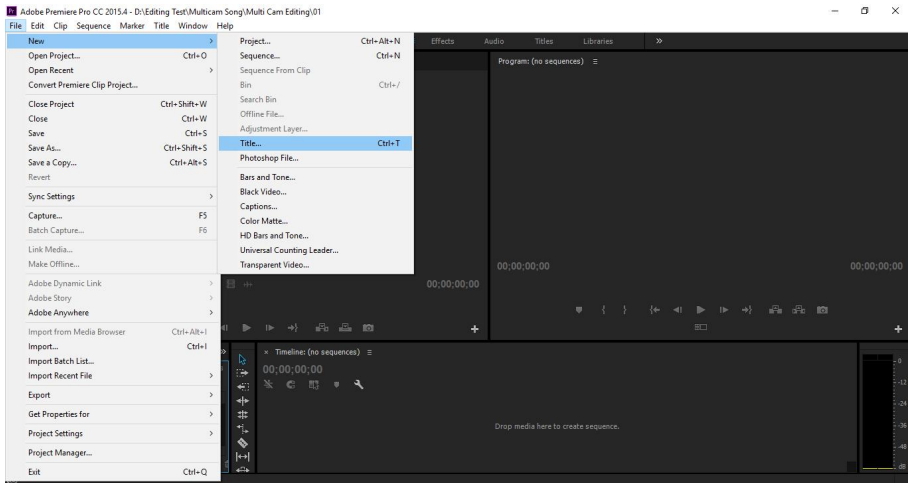 Pr Adobe Premiere Pro CC 2015.4 - D:\Editing Test\Multicam Song\Multi Cam Editing\01
File Edit Clip Sequence Marker Title Window Help
New
Open Project... Ctrl+O
Open Recent
Convert Premiere Clip Project...
Close Project Ctrl+Shift+W
Close Ctrl+W
Save Ctrl+S
Save As... Ctrl+Shift+S
Save a Copy... Ctrl+Alt+S
Revert
Sync Settings
Capture... F5
Batch Capture... F6
Link Media...
Make Offline...
Adobe Dynamic Link
Adobe Story
Adobe Anywhere
Import from Media Browser Ctrl+Alt+I
Import... Ctrl+I
Import Batch List...
Import Recent File
Export
Get Properties for
Project Settings
Project Manager...
Exit Ctrl+Q
Project... Ctrl+Alt+N
Sequence... Ctrl+N
Sequence From Clip
Bin Ctrl+/
Search Bin
Offline File...
Adjustment Layer...
Title... Ctrl+T
Photoshop File...
Bars and Tone...
Black Video...
Captions...
Color Matte...
HD Bars and Tone...
Universal Counting Leader...
Transparent Video...
Effects Audio Titles Libraries
Program: (no sequences)
00;00;00;00
00;00;00;00 00;00;00;00
Timeline: (no sequences)
00;00;00;00
Drop media here to create sequence.
0
-12
-24
-36
-48
dB